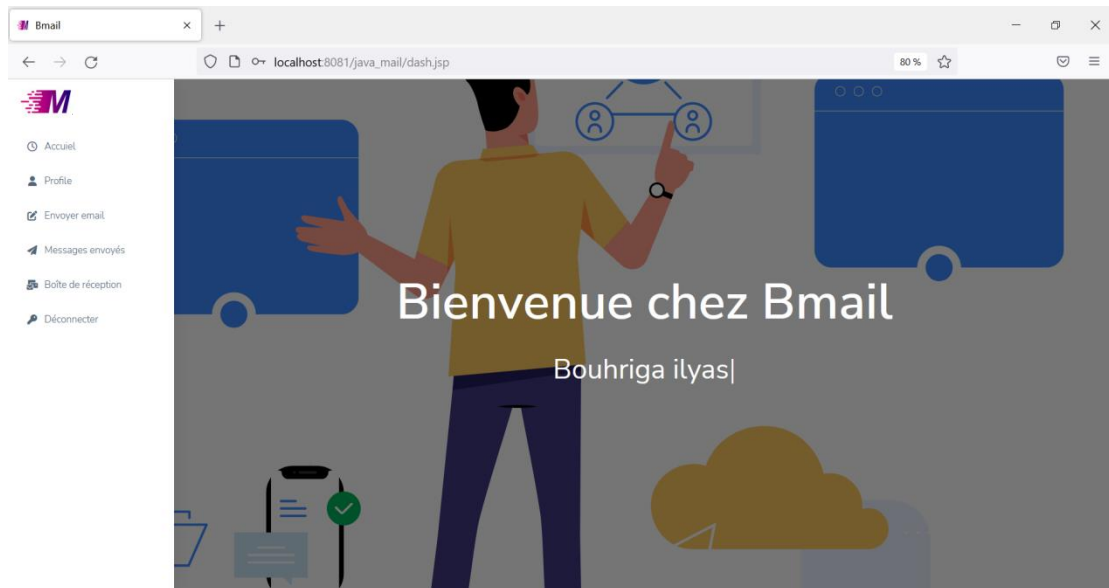 Bmail
localhost:8081/java_mail/dash.jsp
80 %
M
Accuiel
Profile
Envoyer email
Messages envoyés
Boîte de réception
Déconnecter
Bienvenue chez Bmail
Bouhriga ilyas|